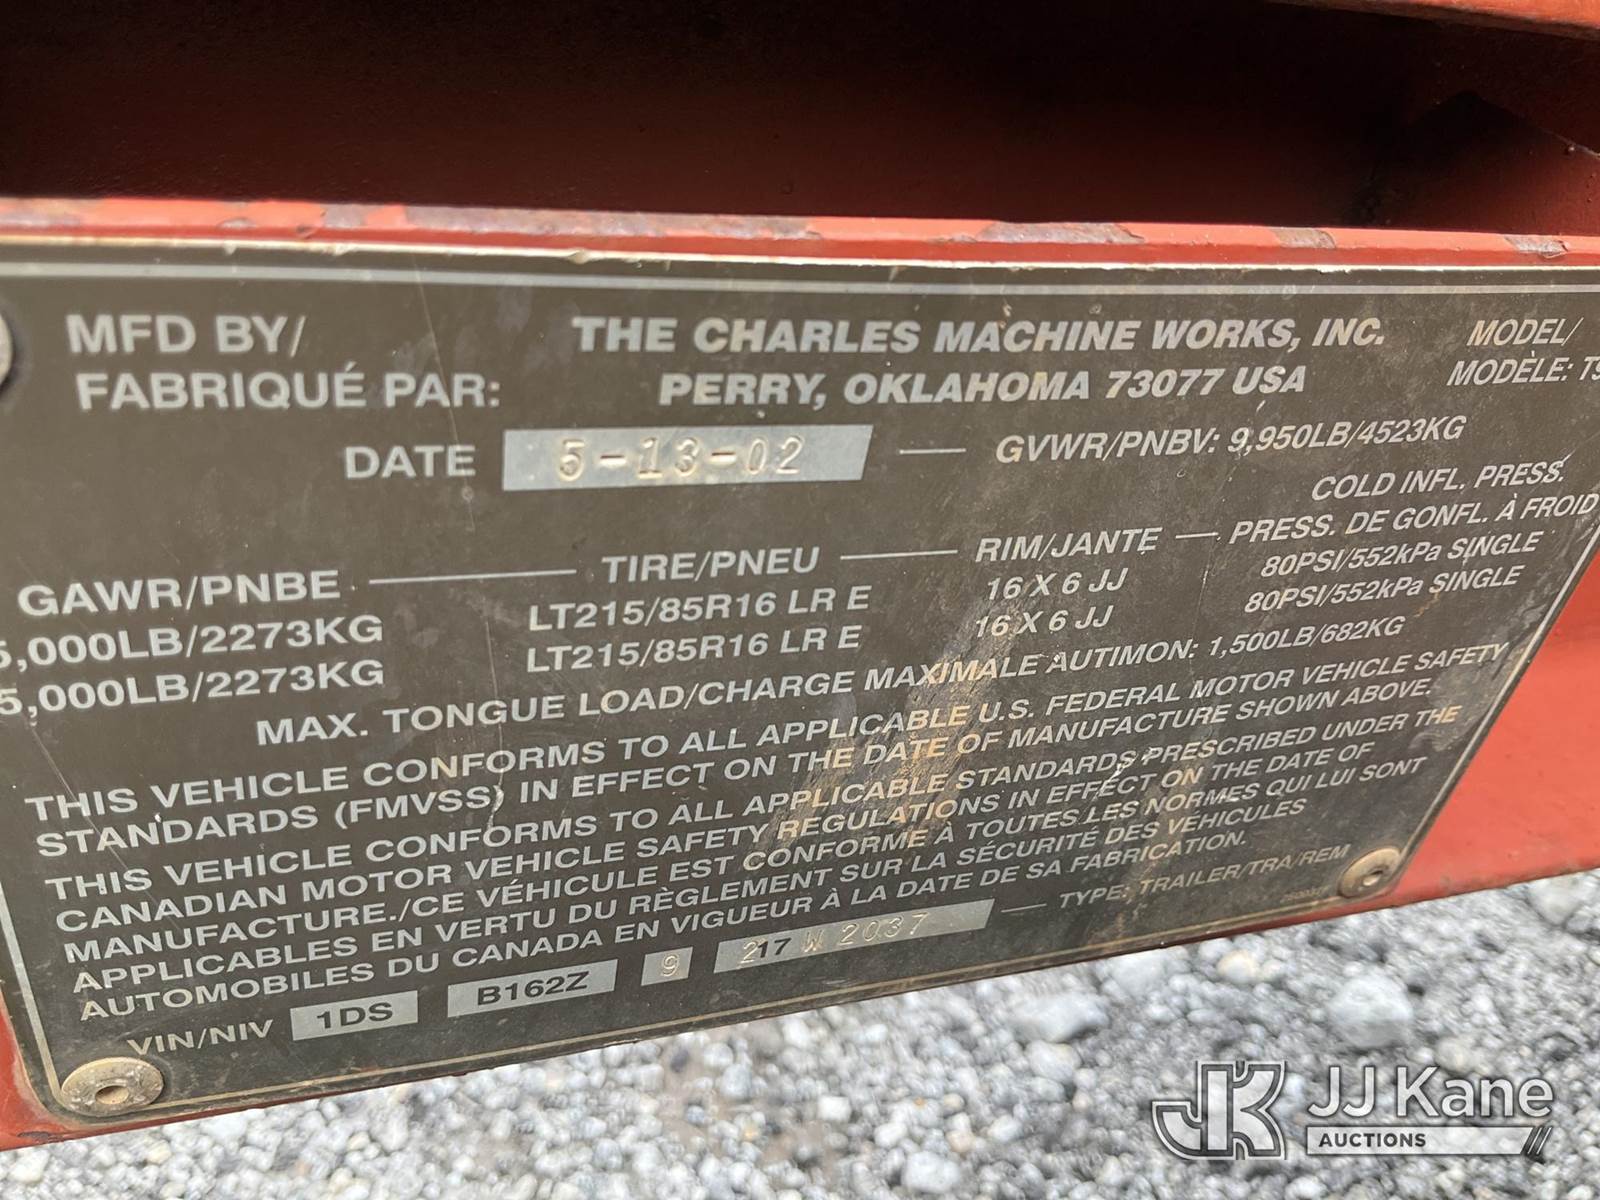 MFD BY/ THE CHARLES MACHINE WORKS, INC. MODEL/
FABRIQUÉ PAR: PERRY, OKLAHOMA 73077 USA MODÈLE:
DATE 5-13-02 GVWR/PNBV: 9,950LB/4523KG
COLD INFL. PRESS.
GAWR/PNBE TIRE/PNEU RIM/JANTE PRESS. DE GONFL. À FROID
5,000LB/2273KG LT215/85R16 LR E 16 X 6 JJ 80PSI/552kPa SINGLE
5,000LB/2273KG LT215/85R16 LR E 16 X 6 JJ 80PSI/552kPa SINGLE
MAX. TONGUE LOAD/CHARGE MAXIMALE AUTIMON: 1,500LB/682KG
THIS VEHICLE CONFORMS TO ALL APPLICABLE U.S. FEDERAL MOTOR VEHICLE SAFETY
STANDARDS (FMVSS) IN EFFECT ON THE DATE OF MANUFACTURE SHOWN ABOVE.
THIS VEHICLE CONFORMS TO ALL APPLICABLE STANDARDS PRESCRIBED UNDER THE
CANADIAN MOTOR VEHICLE SAFETY REGULATIONS IN EFFECT ON THE DATE OF
MANUFACTURE./CE VÉHICULE EST CONFORME À TOUTES LES NORMES QUI LUI SONT
APPLICABLES EN VERTU DU RÈGLEMENT SUR LA SÉCURITÉ DES VÉHICULES
AUTOMOBILES DU CANADA EN VIGUEUR À LA DATE DE SA FABRICATION.
VIN/NIV 1DS B162Z 9 217W2037 TYPE: TRAILER/TRA/REM
JJ Kane
AUCTIONS